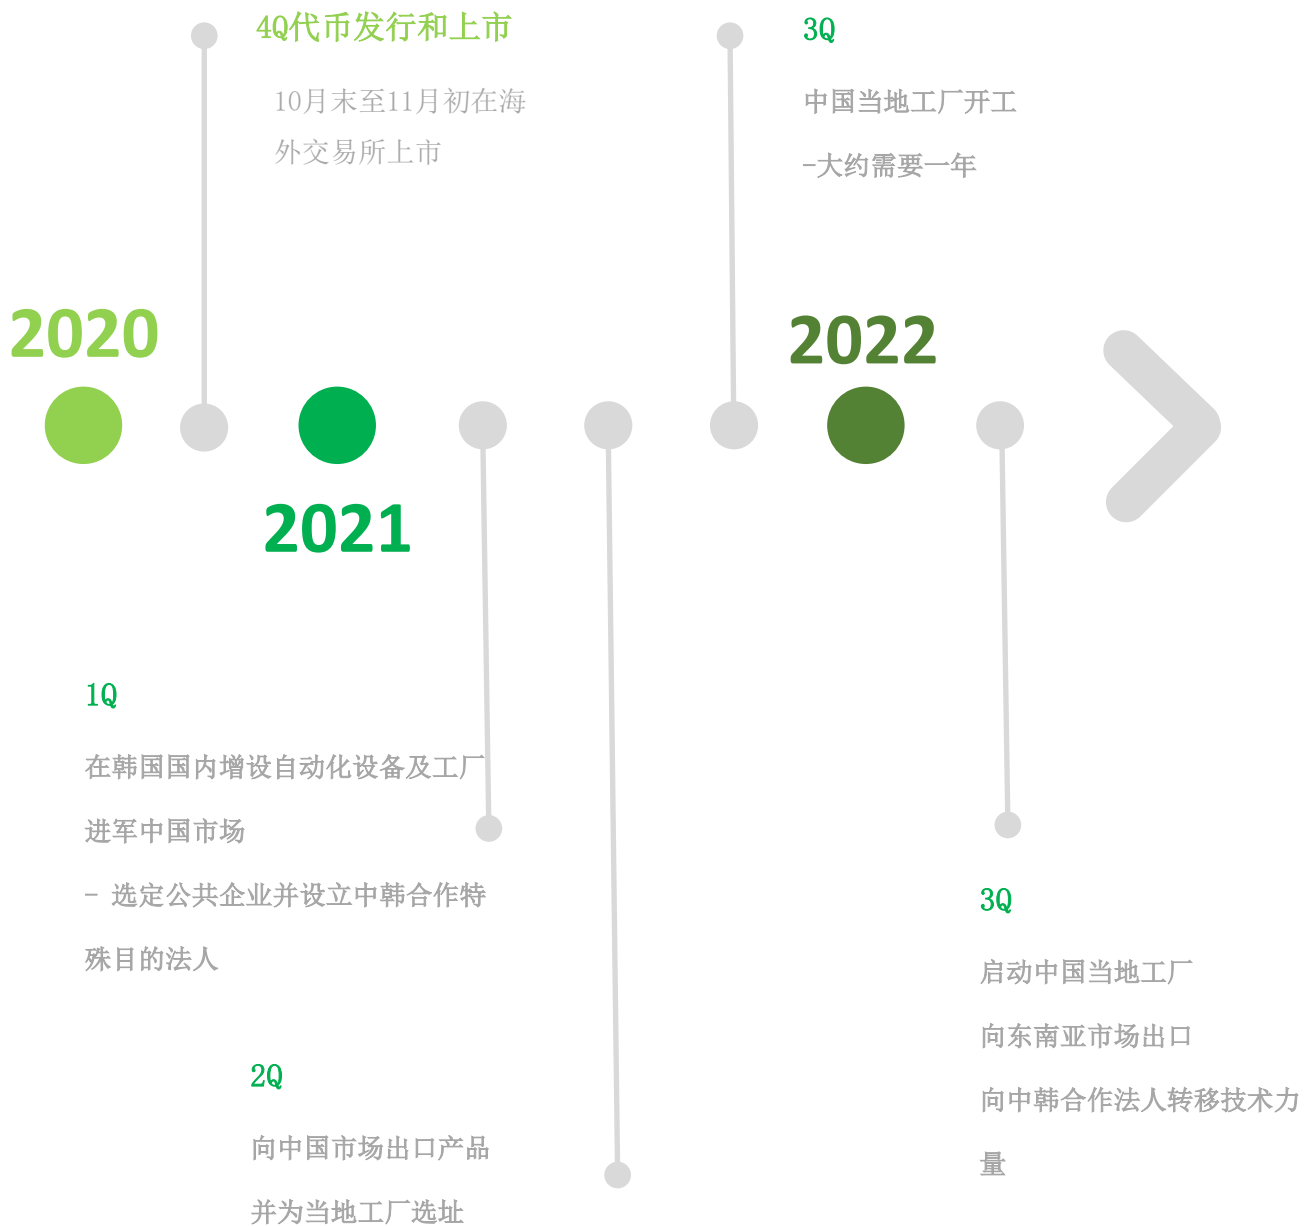 4Q代币发行和上市
10月末至11月初在海
外交易所上市
3Q
中国当地工厂开工
-大约需要一年
2020
2022
2021
1Q
在韩国国内增设自动化设备及工厂
进军中国市场
- 选定公共企业并设立中韩合作特
殊目的法人
2Q
向中国市场出口产品
并为当地工厂选址
3Q
启动中国当地工厂
向东南亚市场出口
向中韩合作法人转移技术力
量